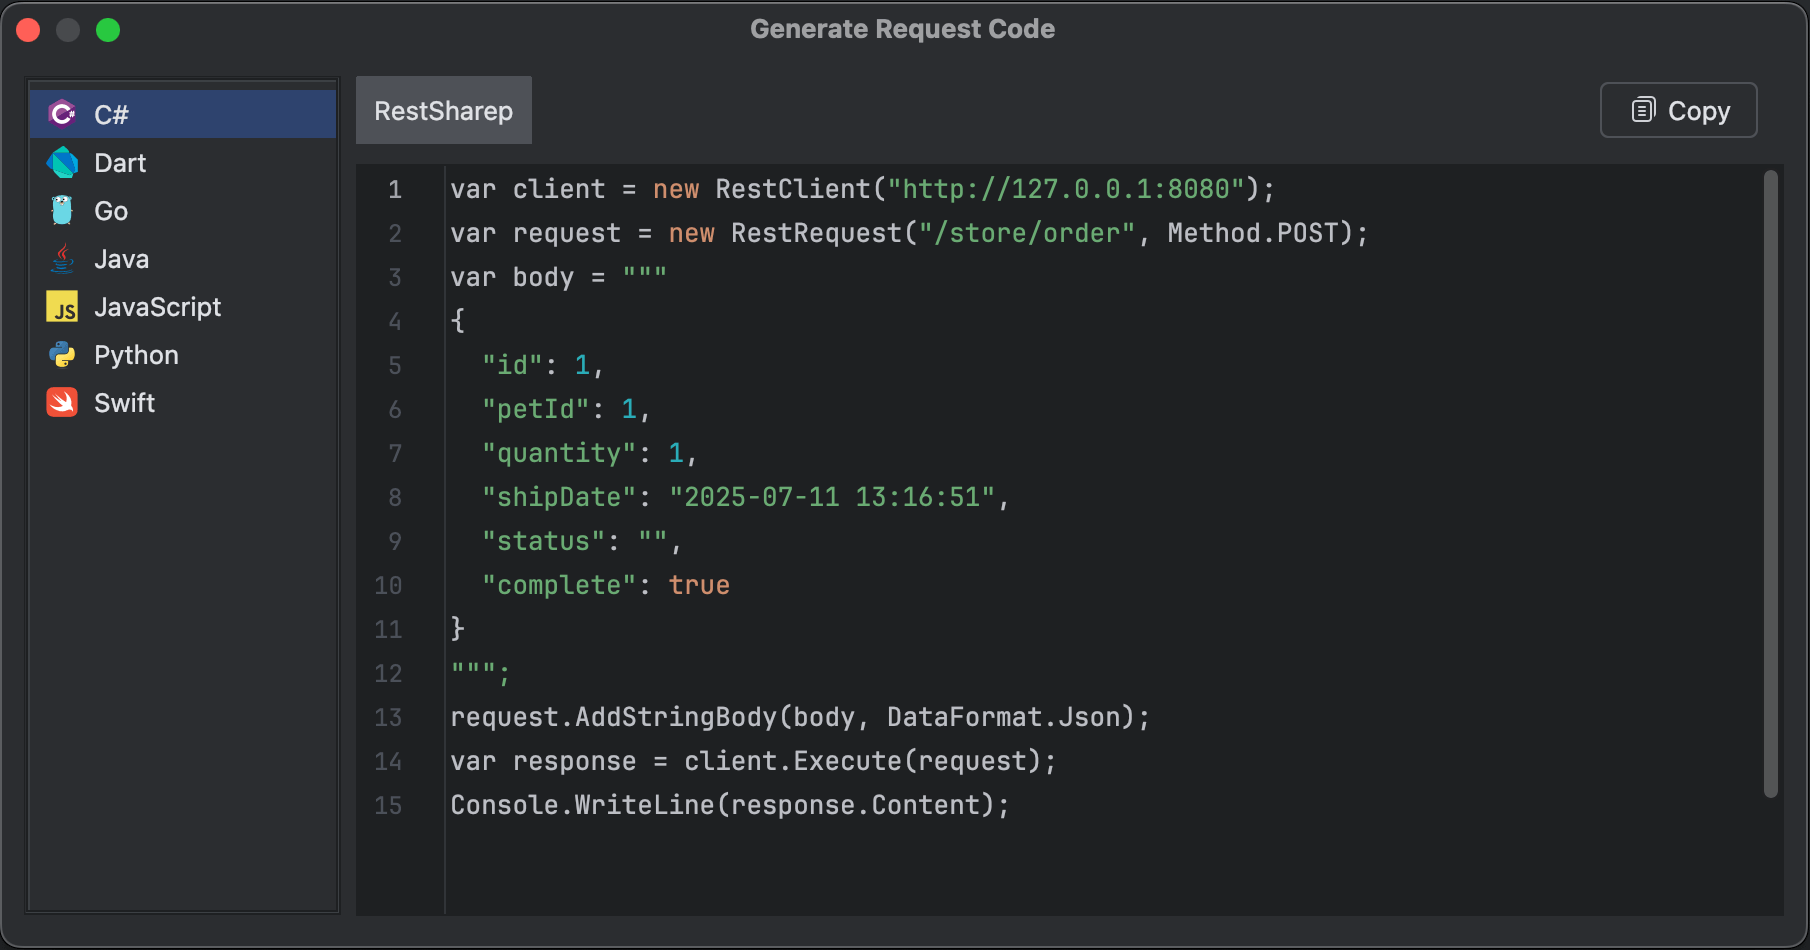 Generate Request Code
C#
Dart
Go
Java
JavaScript
Python
Swift
RestSharep
Copy
1 var client = new RestClient("http://127.0.0.1:8080");
2 var request = new RestRequest("/store/order", Method.POST);
3 var body = """
4 {
5   "id": 1,
6   "petId": 1,
7   "quantity": 1,
8   "shipDate": "2025-07-11 13:16:51",
9   "status": "",
10   "complete": true
11 }
12 """;
13 request.AddStringBody(body, DataFormat.Json);
14 var response = client.Execute(request);
15 Console.WriteLine(response.Content);